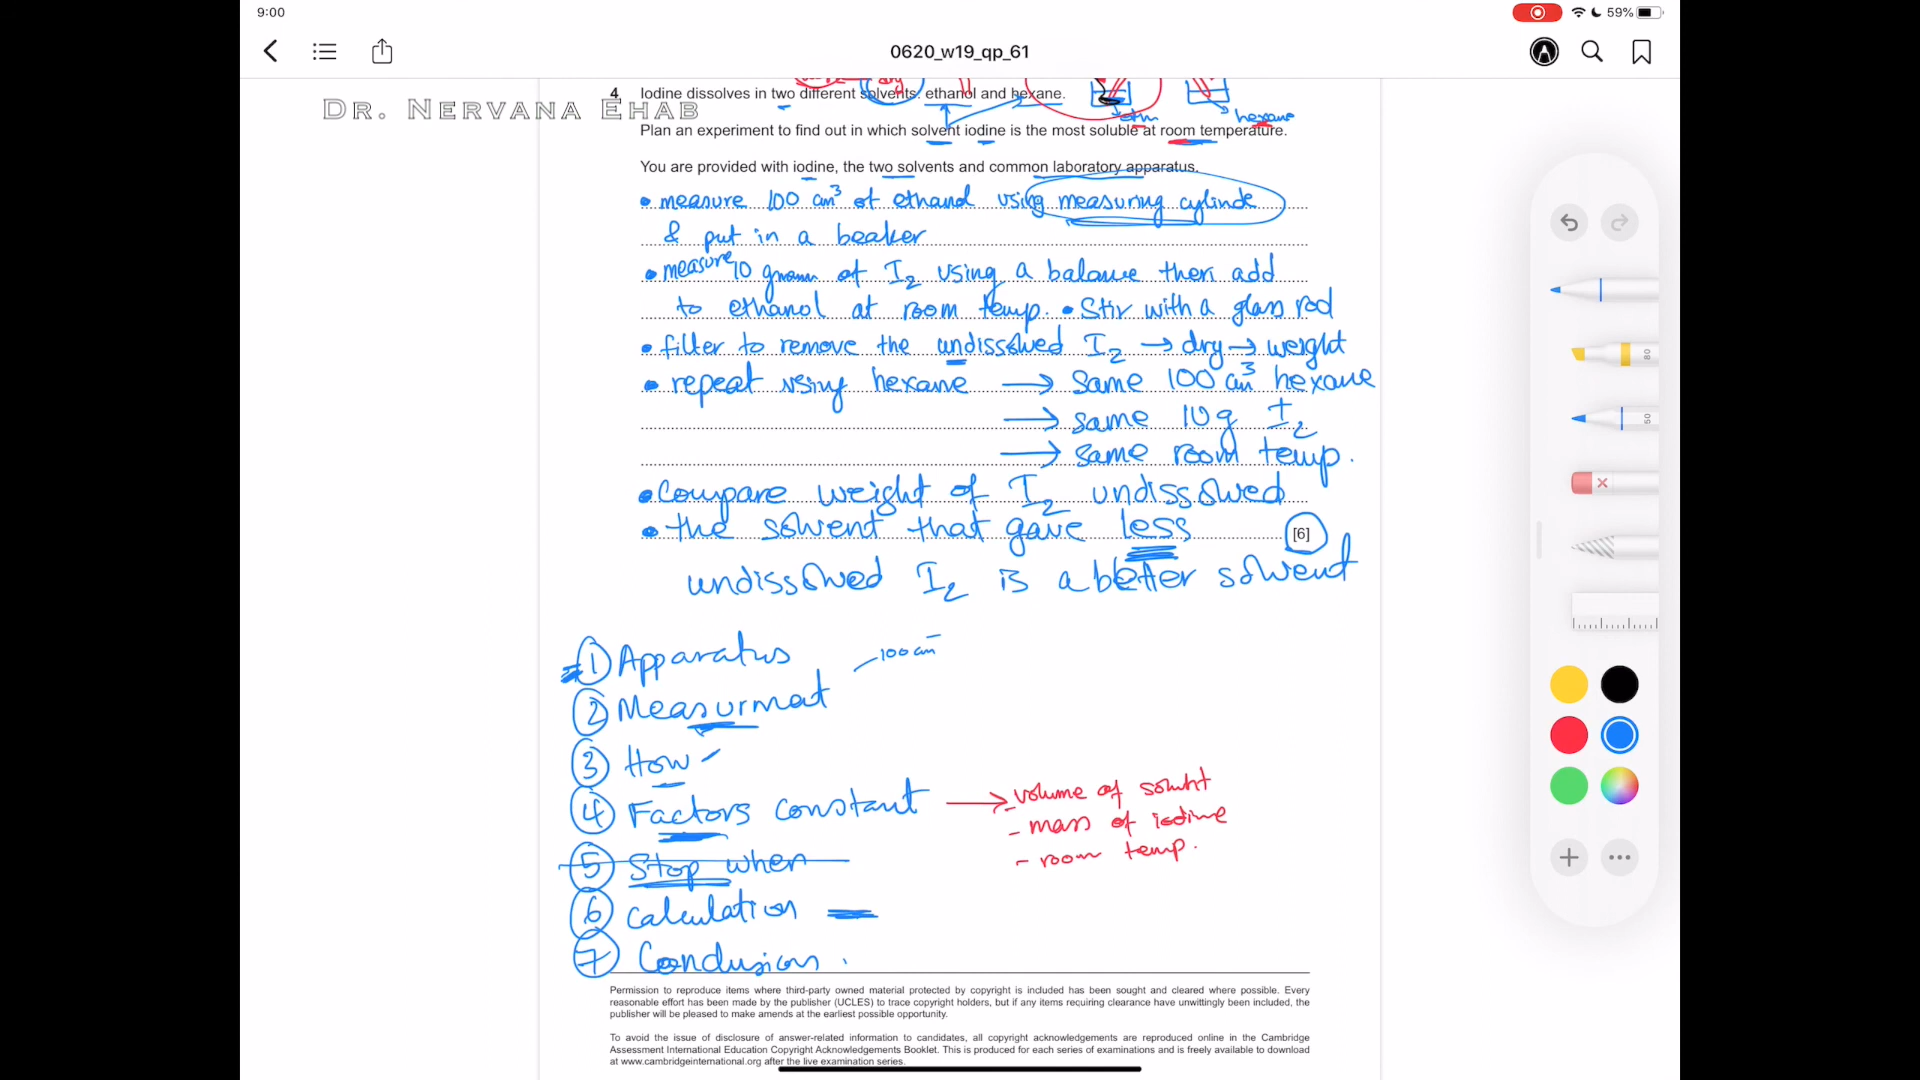 9:00
59%
0620_w19_qp_61
DR. NERVANA EHAB
4 Iodine dissolves in two different solvents: ethanol and hexane.
eth
hexane
Plan an experiment to find out in which solvent iodine is the most soluble at room temperature.
You are provided with iodine, the two solvents and common laboratory apparatus.
• measure 100 cm³ of ethanol using measuring cylinde
& put in a beaker
• measure 10 gram of I₂ using a balance then add
to ethanol at room temp. • Stir with a glass rod
• filter to remove the undissolved I₂ → dry → weight
• repeat using hexane → same 100 cm³ hexane
→ same 10g I₂
→ same room temp.
• Compare weight of I₂ undissolved
• the solvent that gave less [6]
undissolved I₂ is a better solvent
① Apparatus
100 cm
② Measurmat
③ How
④ Factors constant →
- volume of solvent
- mass of iodine
- room temp.
⑤ Stop when
⑥ Calculation
⑦ Conclusion.
Permission to reproduce items where third-party owned material protected by copyright is included has been sought and cleared where possible. Every
reasonable effort has been made by the publisher (UCLES) to trace copyright holders, but if any items requiring clearance have unwittingly been included, the
publisher will be pleased to make amends at the earliest possible opportunity.
To avoid the issue of disclosure of answer-related information to candidates, all copyright acknowledgements are reproduced online in the Cambridge
Assessment International Education Copyright Acknowledgements Booklet. This is produced for each series of examinations and is freely available to download
at www.cambridgeinternational.org after the live examination series.
80
50